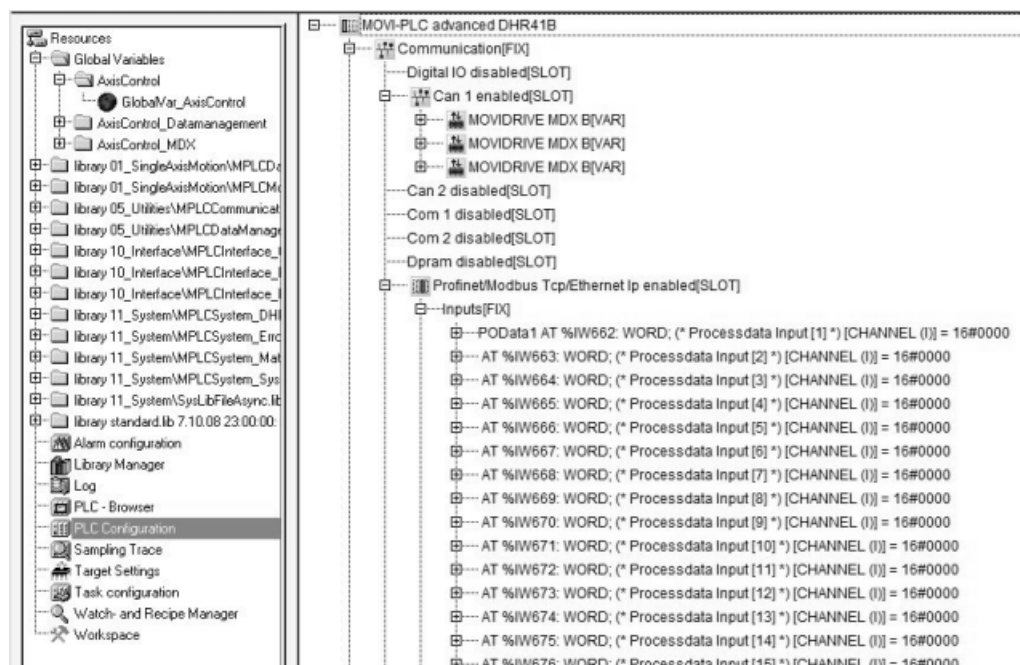 Resources
Global Variables
AxisControl
GlobalVar_AxisControl
AxisControl_Datamanagement
AxisControl_MDX
library 01_SingleAxisMotion\MPLCDa
library 01_SingleAxisMotion\MPLCMo
library 05_Utilities\MPLCCommunicat
library 05_Utilities\MPLCDataManage
library 10_Interface\MPLCInterface_
library 10_Interface\MPLCInterface_
library 10_Interface\MPLCInterface_
library 11_System\MPLCSystem_DHI
library 11_System\MPLCSystem_Erro
library 11_System\MPLCSystem_Mat
library 11_System\MPLCSystem_Sys
library 11_System\SysLibFileAsync.lib
library standard.lib 7.10.08 23:00:00:
Alarm configuration
Library Manager
Log
PLC - Browser
PLC Configuration
Sampling Trace
Target Settings
Task configuration
Watch- and Recipe Manager
Workspace
MOVI-PLC advanced DHR41B
Communication[FIX]
Digital IO disabled[SLOT]
Can 1 enabled[SLOT]
MOVIDRIVE MDX B[VAR]
MOVIDRIVE MDX B[VAR]
MOVIDRIVE MDX B[VAR]
Can 2 disabled[SLOT]
Com 1 disabled[SLOT]
Com 2 disabled[SLOT]
Dpram disabled[SLOT]
Profinet/Modbus Tcp/Ethernet Ip enabled[SLOT]
Inputs[FIX]
POData1 AT %IW662: WORD; (* Processdata Input [1] *) [CHANNEL (I)] = 16#0000
AT %IW663: WORD; (* Processdata Input [2] *) [CHANNEL (I)] = 16#0000
AT %IW664: WORD; (* Processdata Input [3] *) [CHANNEL (I)] = 16#0000
AT %IW665: WORD; (* Processdata Input [4] *) [CHANNEL (I)] = 16#0000
AT %IW666: WORD; (* Processdata Input [5] *) [CHANNEL (I)] = 16#0000
AT %IW667: WORD; (* Processdata Input [6] *) [CHANNEL (I)] = 16#0000
AT %IW668: WORD; (* Processdata Input [7] *) [CHANNEL (I)] = 16#0000
AT %IW669: WORD; (* Processdata Input [8] *) [CHANNEL (I)] = 16#0000
AT %IW670: WORD; (* Processdata Input [9] *) [CHANNEL (I)] = 16#0000
AT %IW671: WORD; (* Processdata Input [10] *) [CHANNEL (I)] = 16#0000
AT %IW672: WORD; (* Processdata Input [11] *) [CHANNEL (I)] = 16#0000
AT %IW673: WORD; (* Processdata Input [12] *) [CHANNEL (I)] = 16#0000
AT %IW674: WORD; (* Processdata Input [13] *) [CHANNEL (I)] = 16#0000
AT %IW675: WORD; (* Processdata Input [14] *) [CHANNEL (I)] = 16#0000
AT %IW676: WORD; (* Processdata Input [15] *) [CHANNEL (I)] = 16#0000